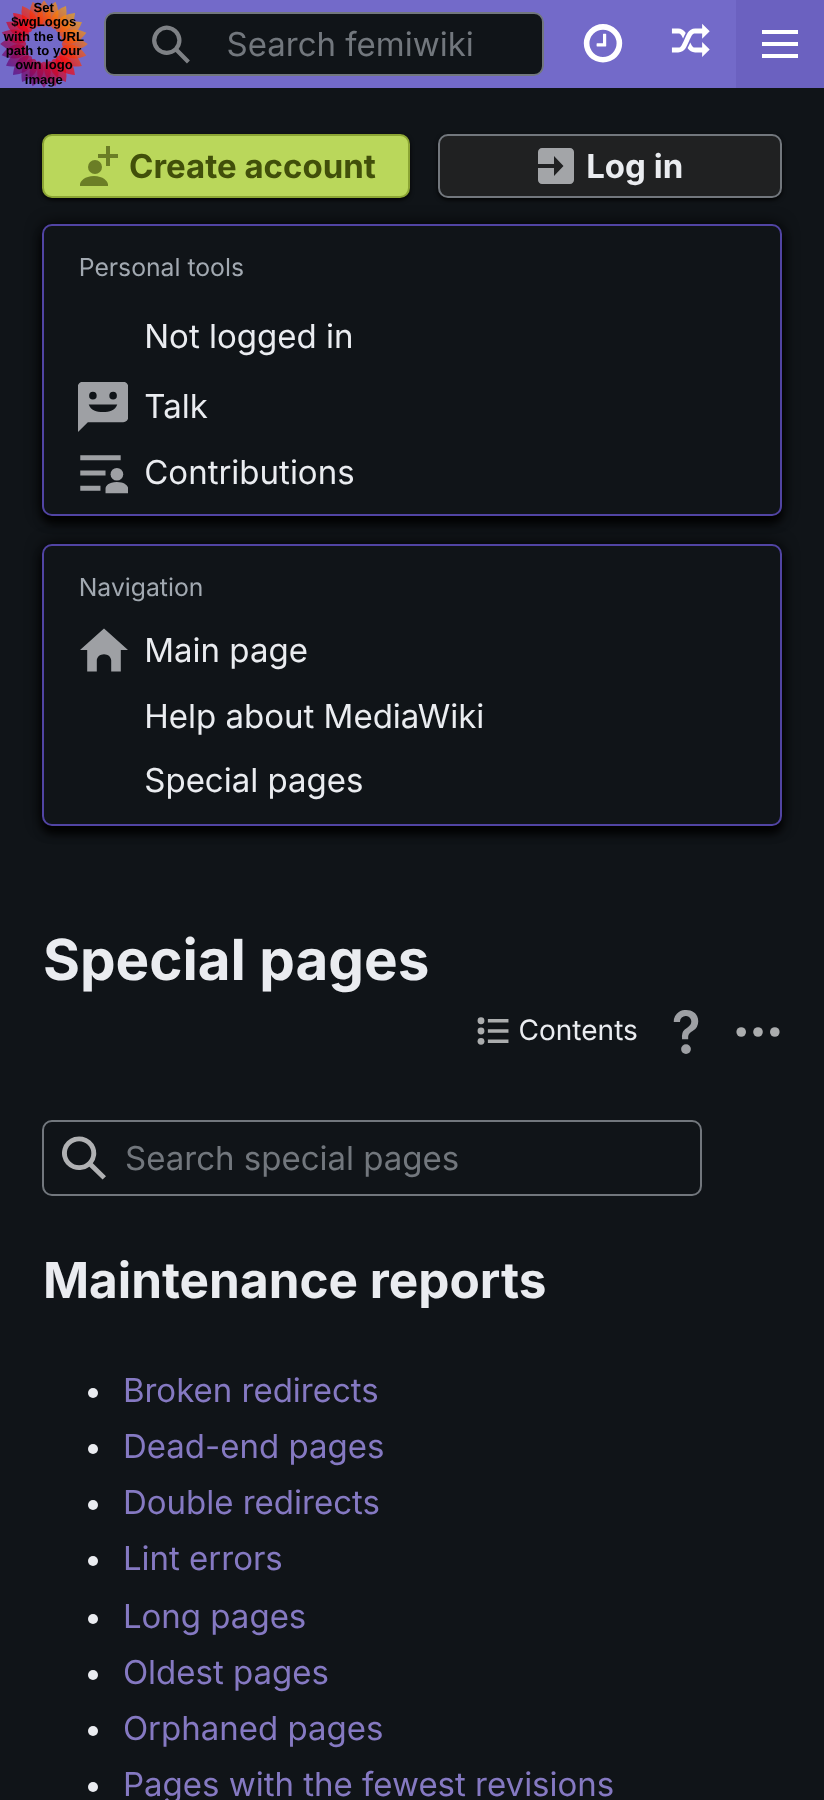 Set
$wgLogos
with the URL
path to your
own logo
image
Search femiwiki
Create account
Log in
Personal tools
Not logged in
Talk
Contributions
Navigation
Main page
Help about MediaWiki
Special pages
Special pages
Contents
?
Search special pages
Maintenance reports
Broken redirects
Dead-end pages
Double redirects
Lint errors
Long pages
Oldest pages
Orphaned pages
Pages with the fewest revisions